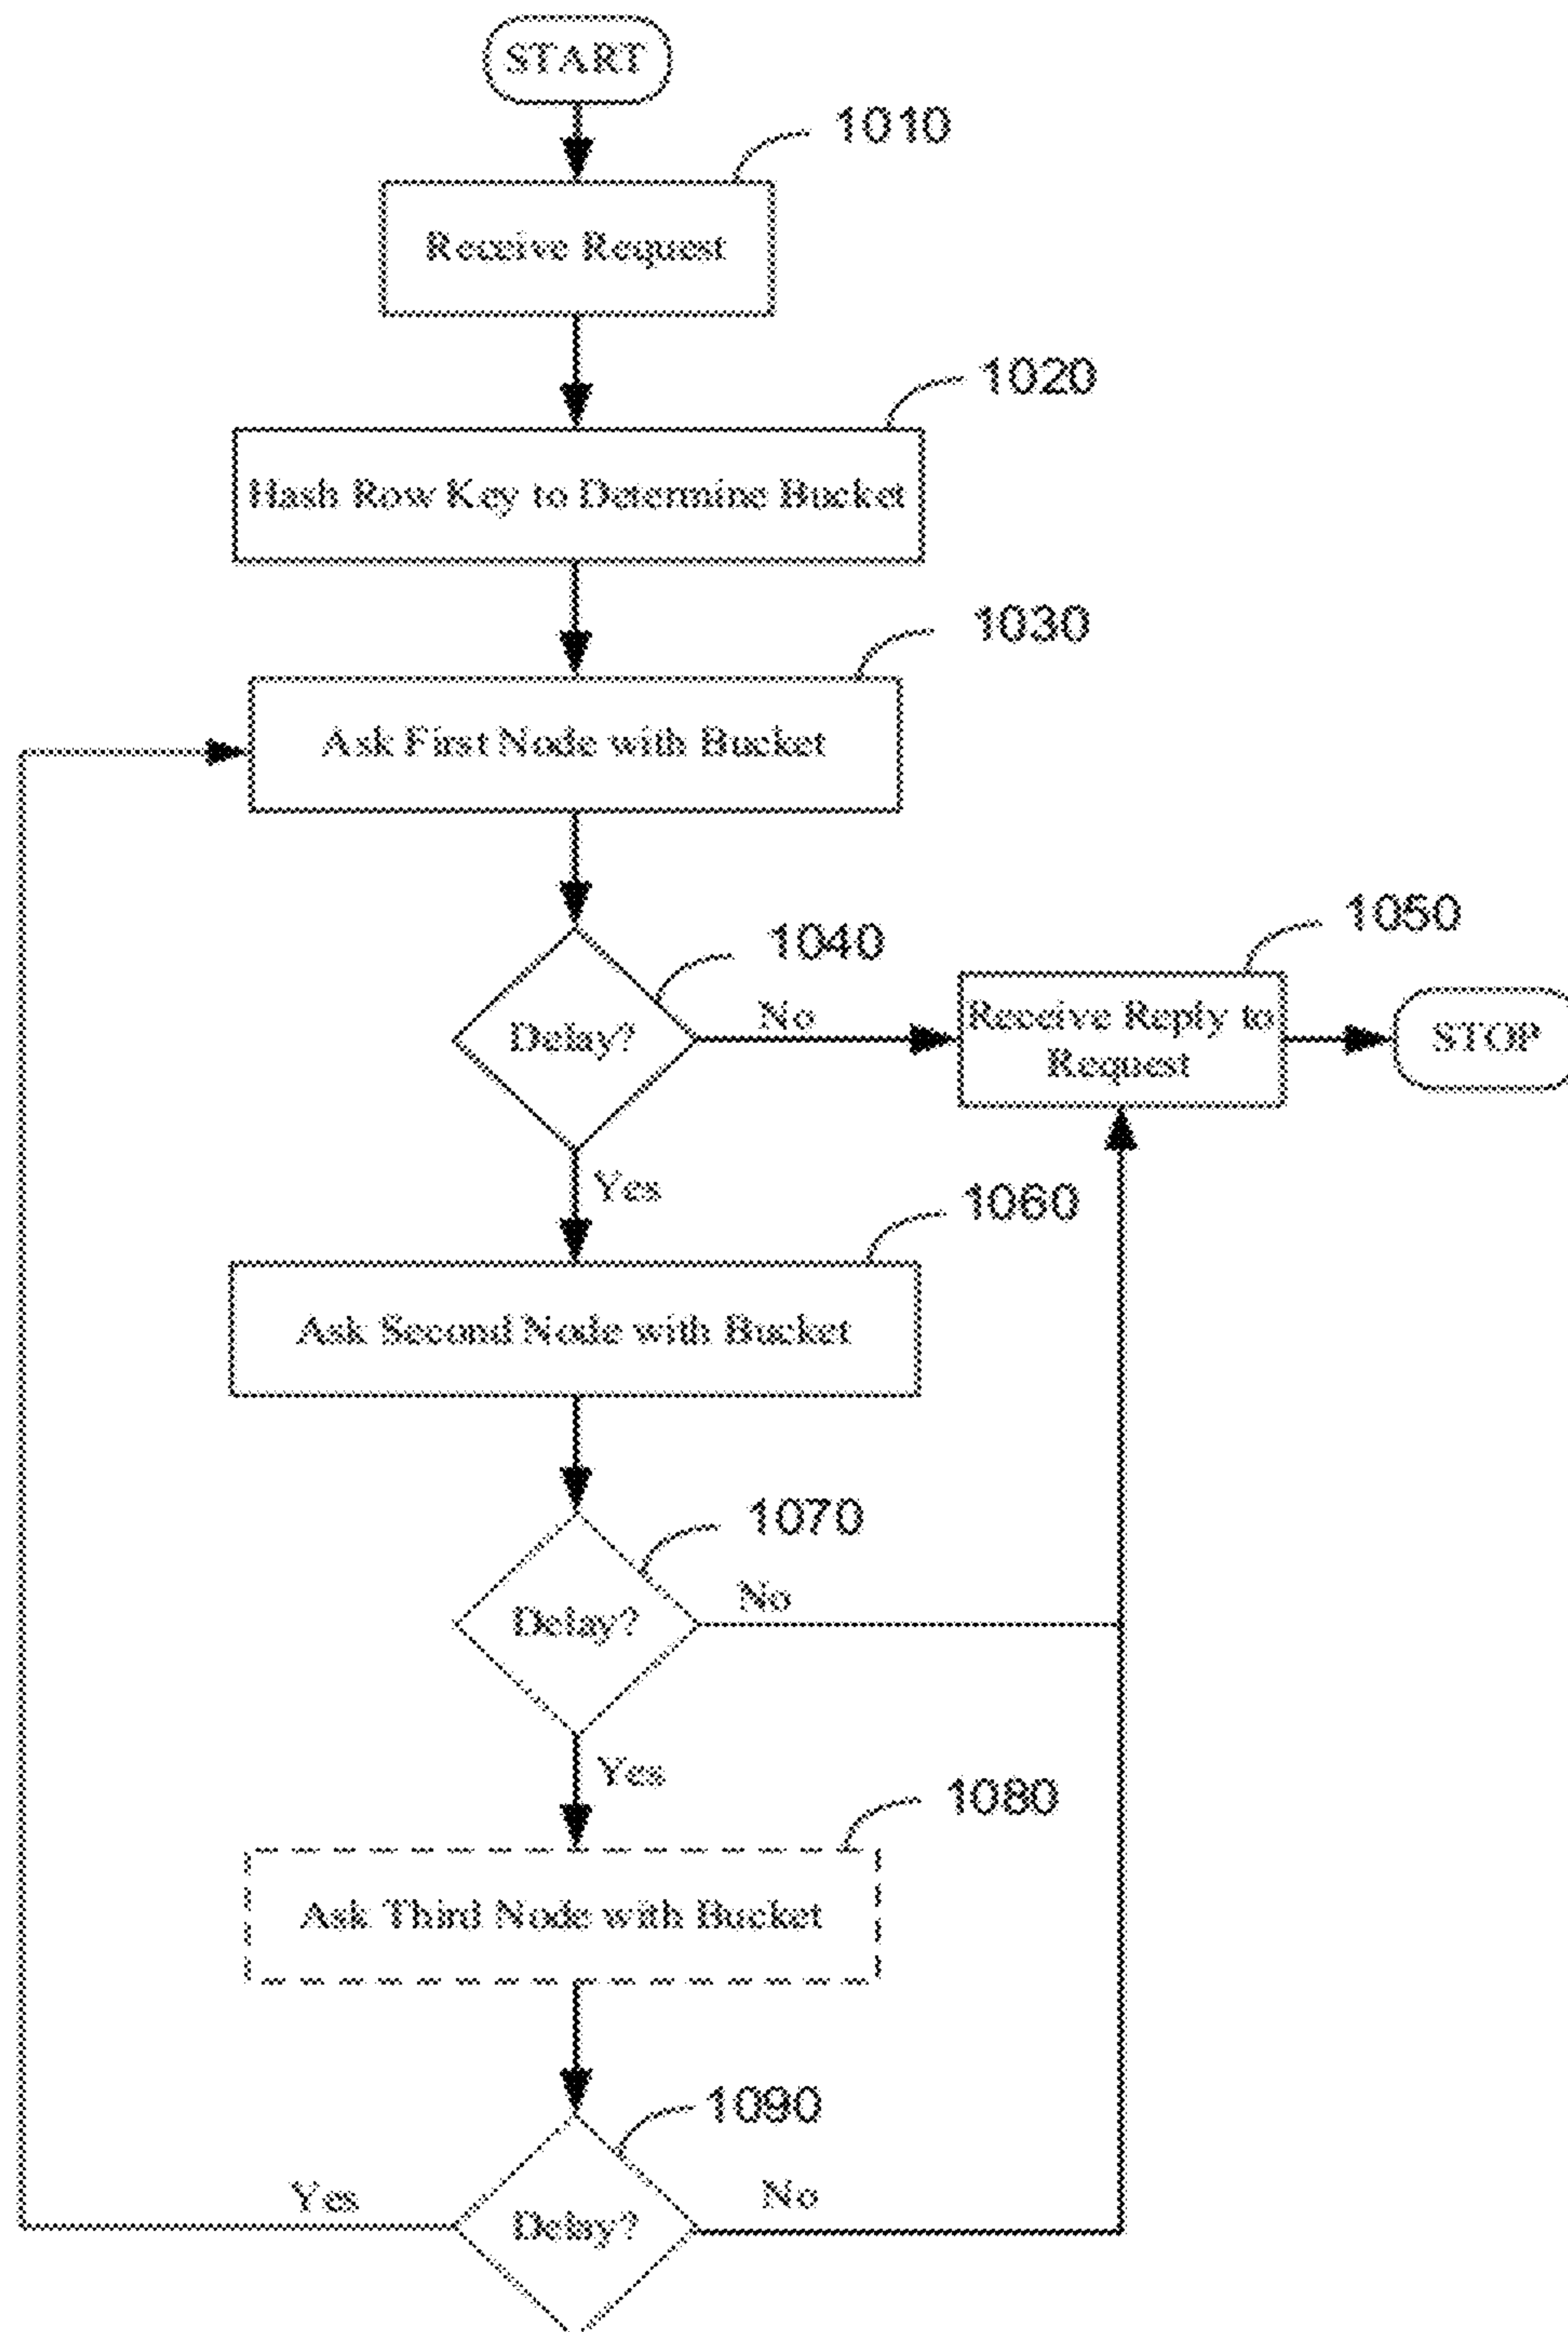 START
1010
Receive Request
1020
Hash Row Key to Determine Bucket
1030
Ask First Node with Bucket
1040
Delay?
No
1050
Receive Reply to
Request
STOP
Yes
1060
Ask Second Node with Bucket
1070
Delay?
No
Yes
1080
Ask Third Node with Bucket
1090
Yes
Delay?
No